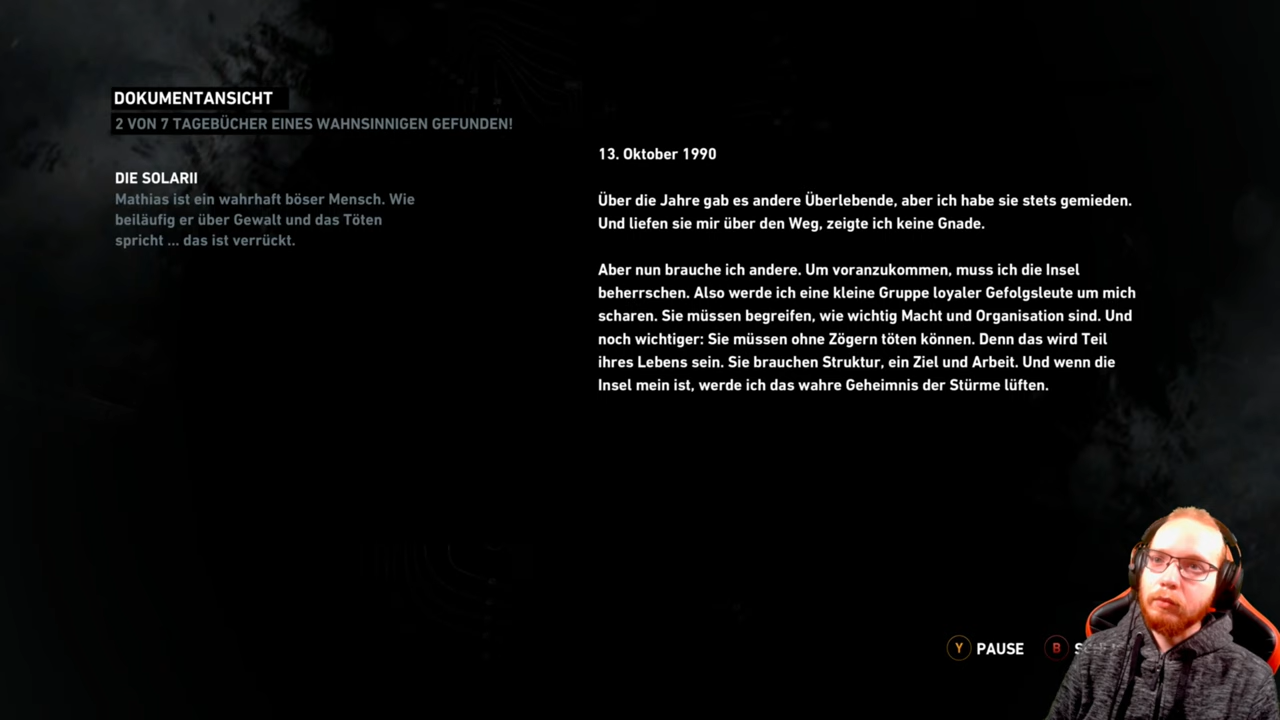 DOKUMENTANSICHT
2 VON 7 TAGEBÜCHER EINES WAHNSINNIGEN GEFUNDEN!
DIE SOLARII
Mathias ist ein wahrhaft böser Mensch. Wie
beiläufig er über Gewalt und das Töten
spricht ... das ist verrückt.
13. Oktober 1990
Über die Jahre gab es andere Überlebende, aber ich habe sie stets gemieden.
Und liefen sie mir über den Weg, zeigte ich keine Gnade.
Aber nun brauche ich andere. Um voranzukommen, muss ich die Insel
beherrschen. Also werde ich eine kleine Gruppe loyaler Gefolgsleute um mich
scharen. Sie müssen begreifen, wie wichtig Macht und Organisation sind. Und
noch wichtiger: Sie müssen ohne Zögern töten können. Denn das wird Teil
ihres Lebens sein. Sie brauchen Struktur, ein Ziel und Arbeit. Und wenn die
Insel mein ist, werde ich das wahre Geheimnis der Stürme lüften.
Y PAUSE B